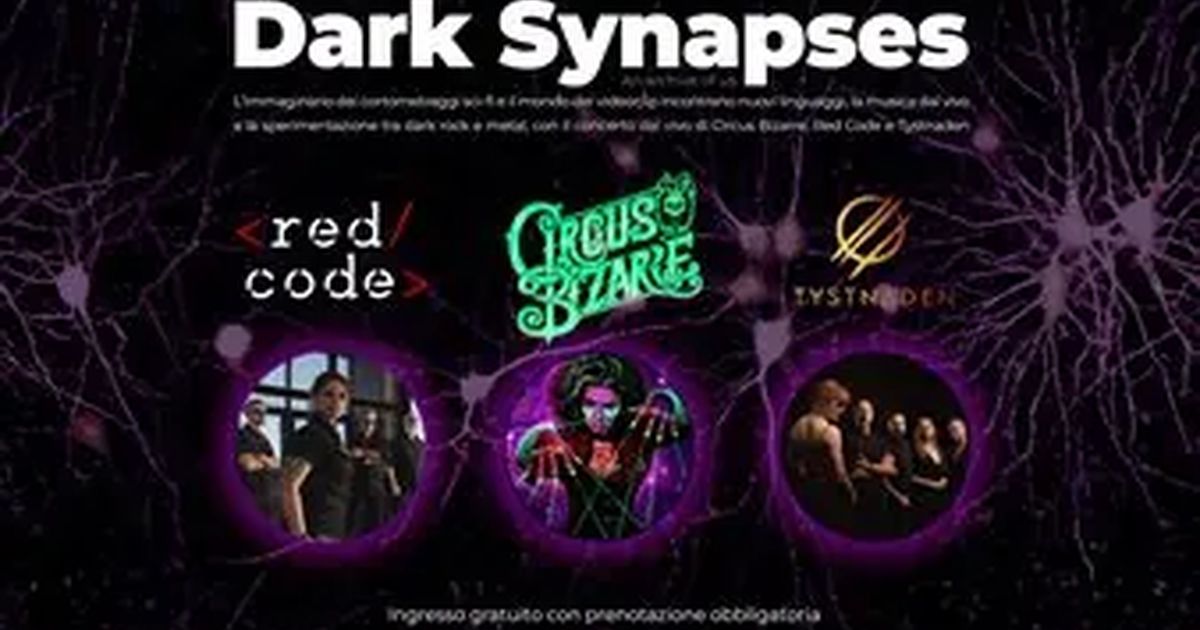 Dark Synapses
L'immaginario dei cortometraggi sci-fi e il mondo dei videoclip incontrano nuovi linguaggi, la musica dal vivo
e la sperimentazione tra dark rock e metal, con il concerto dal vivo di Circus Bizarre, Red Code e Tystnaden
<red/
code>
CIRCUS
BIZARRE
TYSTNADEN
Ingresso gratuito con prenotazione obbligatoria